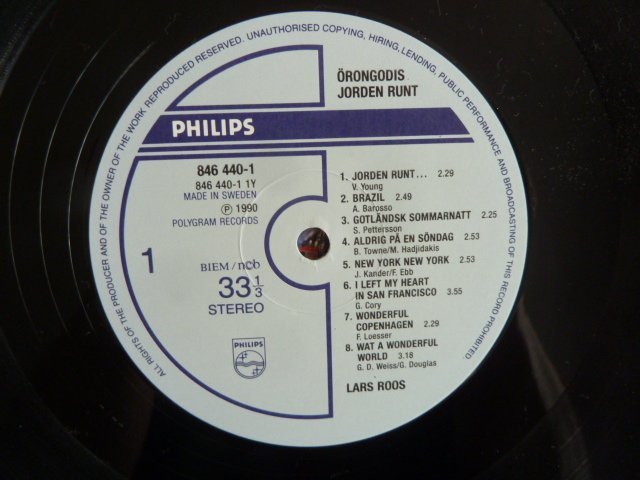 ALL RIGHTS OF THE PRODUCER AND OF THE OWNER OF THE WORK REPRODUCED RESERVED. UNAUTHORISED COPYING, HIRING, LENDING, PUBLIC PERFORMANCE AND BROADCASTING OF THIS RECORD PROHIBITED.
ÖRONGODIS
JORDEN RUNT
PHILIPS
846 440-1
846 440-1 1Y
MADE IN SWEDEN
Ⓟ 1990
POLYGRAM RECORDS
1
BIEM/ncb
33 1/3
STEREO
PHILIPS
1. JORDEN RUNT... 2.29
V. Young
2. BRAZIL 2.49
A. Barosso
3. GOTLÄNDSK SOMMARNATT 2.25
S. Pettersson
4. ALDRIG PÅ EN SÖNDAG 2.53
B. Towne/M. Hadjidakis
5. NEW YORK NEW YORK 2.53
J. Kander/F. Ebb
6. I LEFT MY HEART
IN SAN FRANCISCO 3.55
G. Cory
7. WONDERFUL
COPENHAGEN 2.29
F. Loesser
8. WAT A WONDERFUL
WORLD 3.18
G. D. Weiss/G. Douglas
LARS ROOS